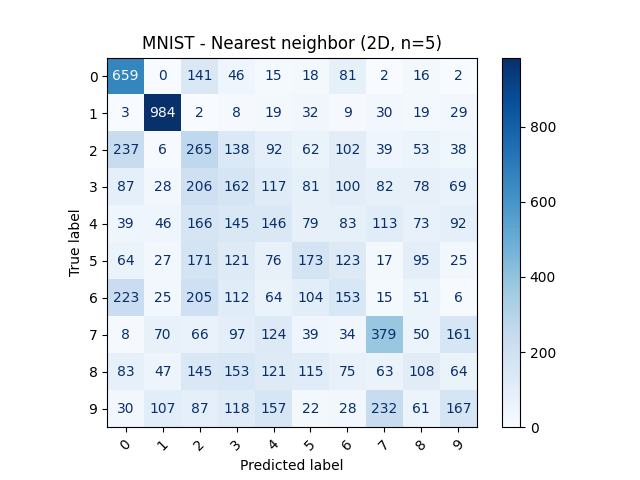 MNIST - Nearest neighbor (2D, n=5)
0 659 0 141 46 15 18 81 2 16 2
1 3 984 2 8 19 32 9 30 19 29
2 237 6 265 138 92 62 102 39 53 38
3 87 28 206 162 117 81 100 82 78 69
4 39 46 166 145 146 79 83 113 73 92
5 64 27 171 121 76 173 123 17 95 25
6 223 25 205 112 64 104 153 15 51 6
7 8 70 66 97 124 39 34 379 50 161
8 83 47 145 153 121 115 75 63 108 64
9 30 107 87 118 157 22 28 232 61 167
0 1 2 3 4 5 6 7 8 9
Predicted label
True label
800
600
400
200
0